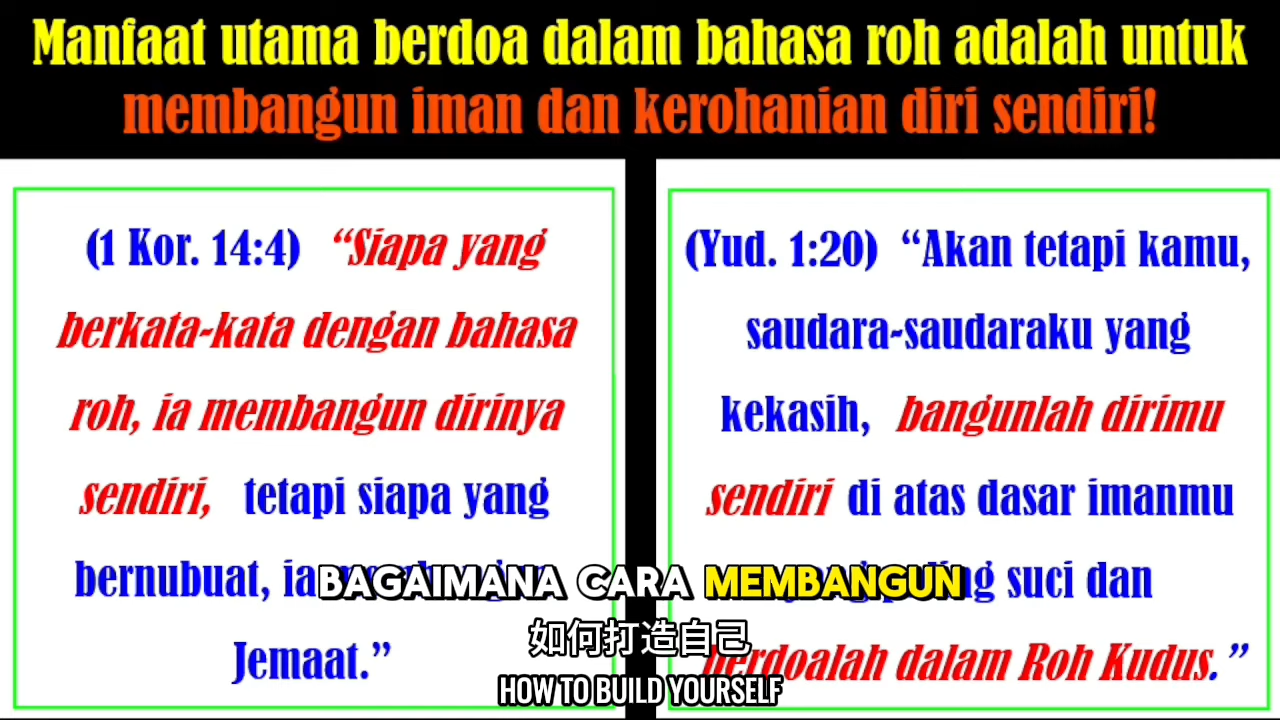 Manfaat utama berdoa dalam bahasa roh adalah untuk
membangun iman dan kerohanian diri sendiri!
(1 Kor. 14:4) “Siapa yang
berkata-kata dengan bahasa
roh, ia membangun dirinya
sendiri, tetapi siapa yang
bernubuat, ia
Jemaat.”
(Yud. 1:20) “Akan tetapi kamu,
saudara-saudaraku yang
kekasih, bangunlah dirimu
sendiri di atas dasar imanmu
suci dan
berdoalah dalam Roh Kudus.”
BAGAIMANA CARA MEMBANGUN
如何打造自己
HOW TO BUILD YOURSELF